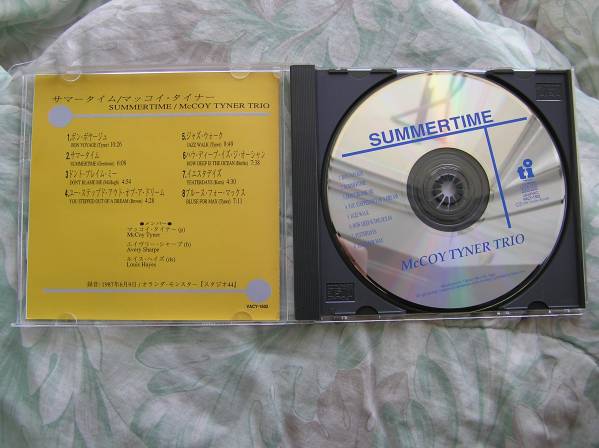 サマータイム/マッコイ・タイナー
SUMMERTIME / McCOY TYNER TRIO
1.ボン・ボヤージュ
BON VOYAGE (Tyner) 10:26
2.サマータイム
SUMMERTIME (Gershwin) 6:09
3.ドント・ブレイム・ミー
DON'T BLAME ME (McHugh) 4:54
4.ユー・ステップド・アウト・オブ・ア・ドリーム
YOU STEPPED OUT OF A DREAM (Brown) 4:28
5.ジャズ・ウォーク
JAZZ WALK (Tyner) 8:46
6.ハウ・ディープ・イズ・ジ・オーシャン
HOW DEEP IS THE OCEAN (Berlin) 7:38
7.イエスタデイズ
YESTERDAYS (Kern) 4:30
8.ブルース・フォー・マックス
BLUSE FOR MAX (Tyner) 7:11
●メンバー●
マッコイ・タイナー (p)
McCoy Tyner
エイヴリー・シャープ (b)
Avery Sharpe
ルイス・ヘイズ (ds)
Louis Hayes
録音:1987年6月9日/オランダ・モンスター『スタジオ44』
VACY-1502
SUMMERTIME
McCOY TYNER TRIO